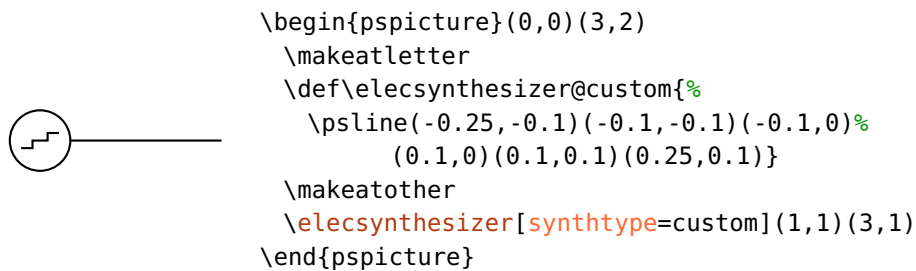 \begin{pspicture}(0,0)(3,2)
\makeatletter
\def\elecsynthesizer@custom{%
\psline(-0.25,-0.1)(-0.1,-0.1)(-0.1,0)%
(0.1,0)(0.1,0.1)(0.25,0.1)}
\makeatother
\elecsynthesizer[synthtype=custom](1,1)(3,1)
\end{pspicture}